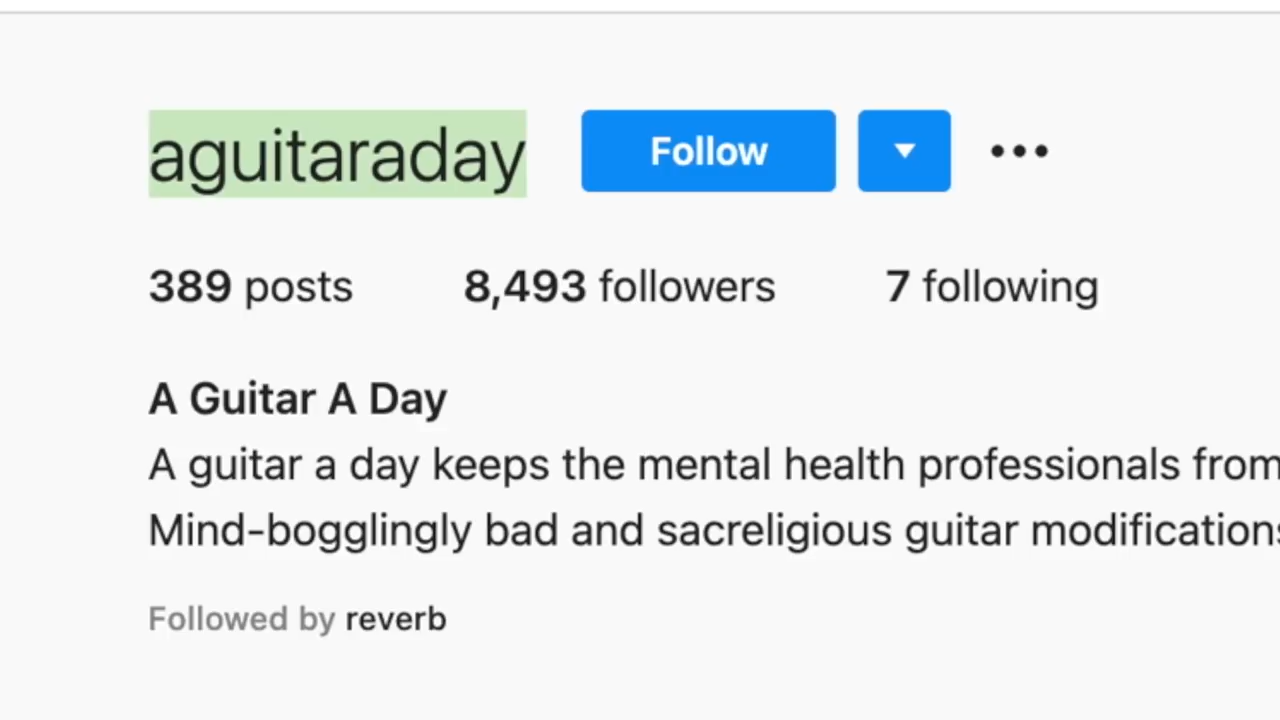 aguitaraday Follow
389 posts 8,493 followers 7 following
A Guitar A Day
A guitar a day keeps the mental health professionals from
Mind-bogglingly bad and sacreligious guitar modifications
Followed by reverb